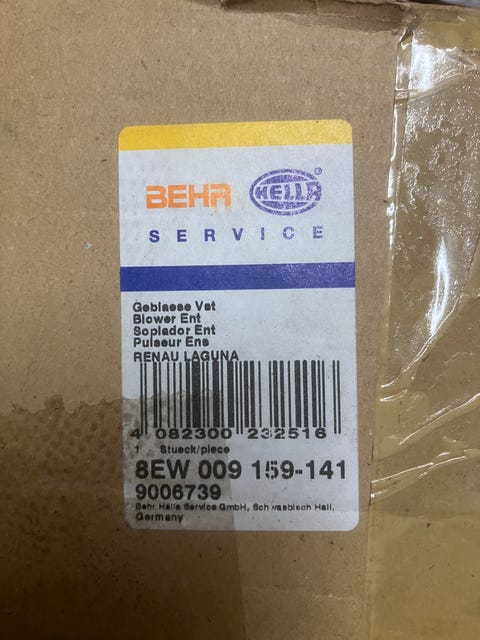 BEHR HELLA ®
SERVICE
Geblaese Vst
Blower Ent
Soplador Ent
Pulseur Ens
RENAU LAGUNA
4 082300 232516
1 Stueck/piece
8EW 009 159-141
9006739
Behr Hella Service GmbH, Schwaebisch Hall,
Germany